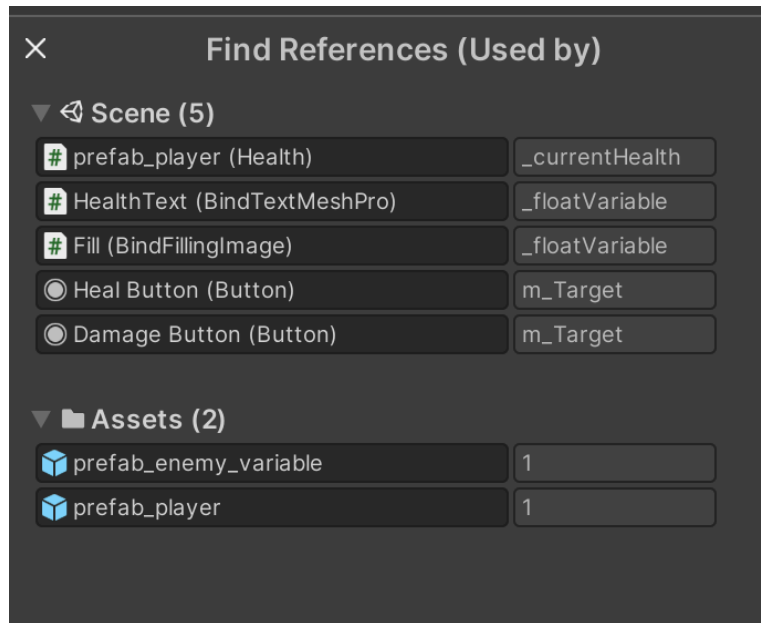 Find References (Used by)
Scene (5)
# prefab_player (Health) _currentHealth
# HealthText (BindTextMeshPro) _floatVariable
# Fill (BindFillingImage) _floatVariable
Heal Button (Button) m_Target
Damage Button (Button) m_Target
Assets (2)
prefab_enemy_variable 1
prefab_player 1